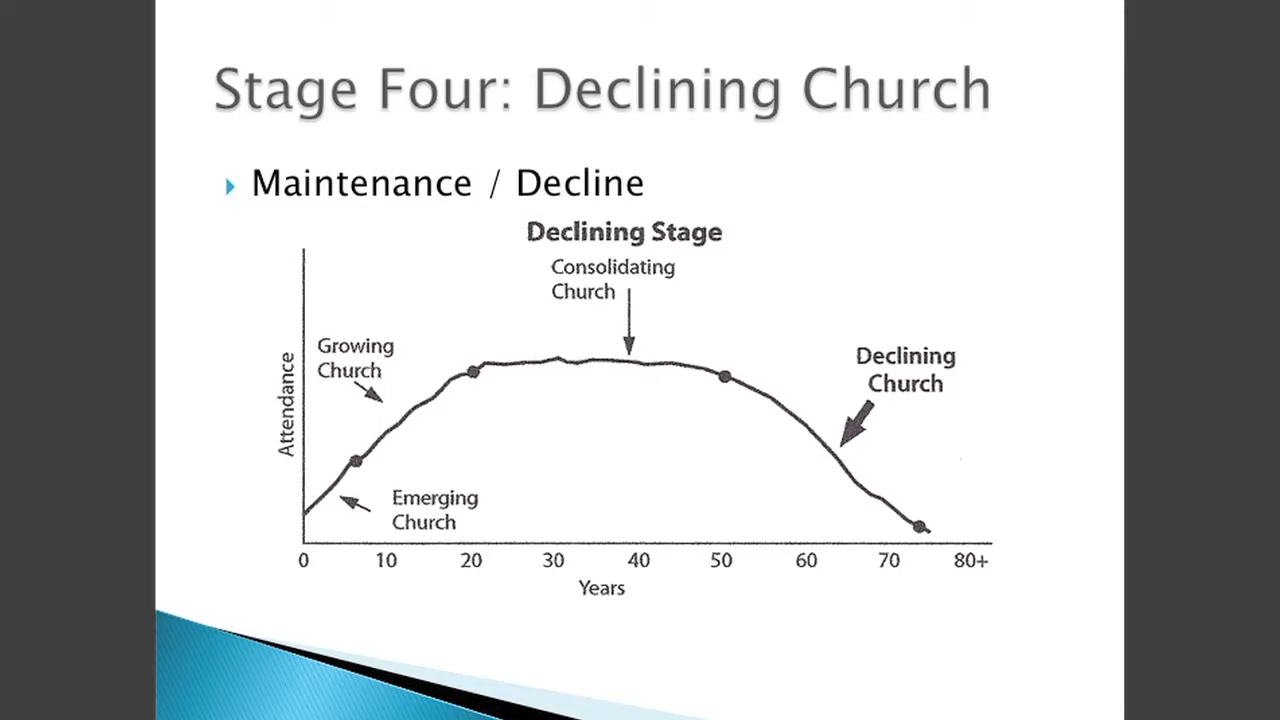 Stage Four: Declining Church
Maintenance / Decline
Declining Stage
Consolidating
Church
Growing
Church
Declining
Church
Attendance
Emerging
Church
0 10 20 30 40 50 60 70 80+
Years